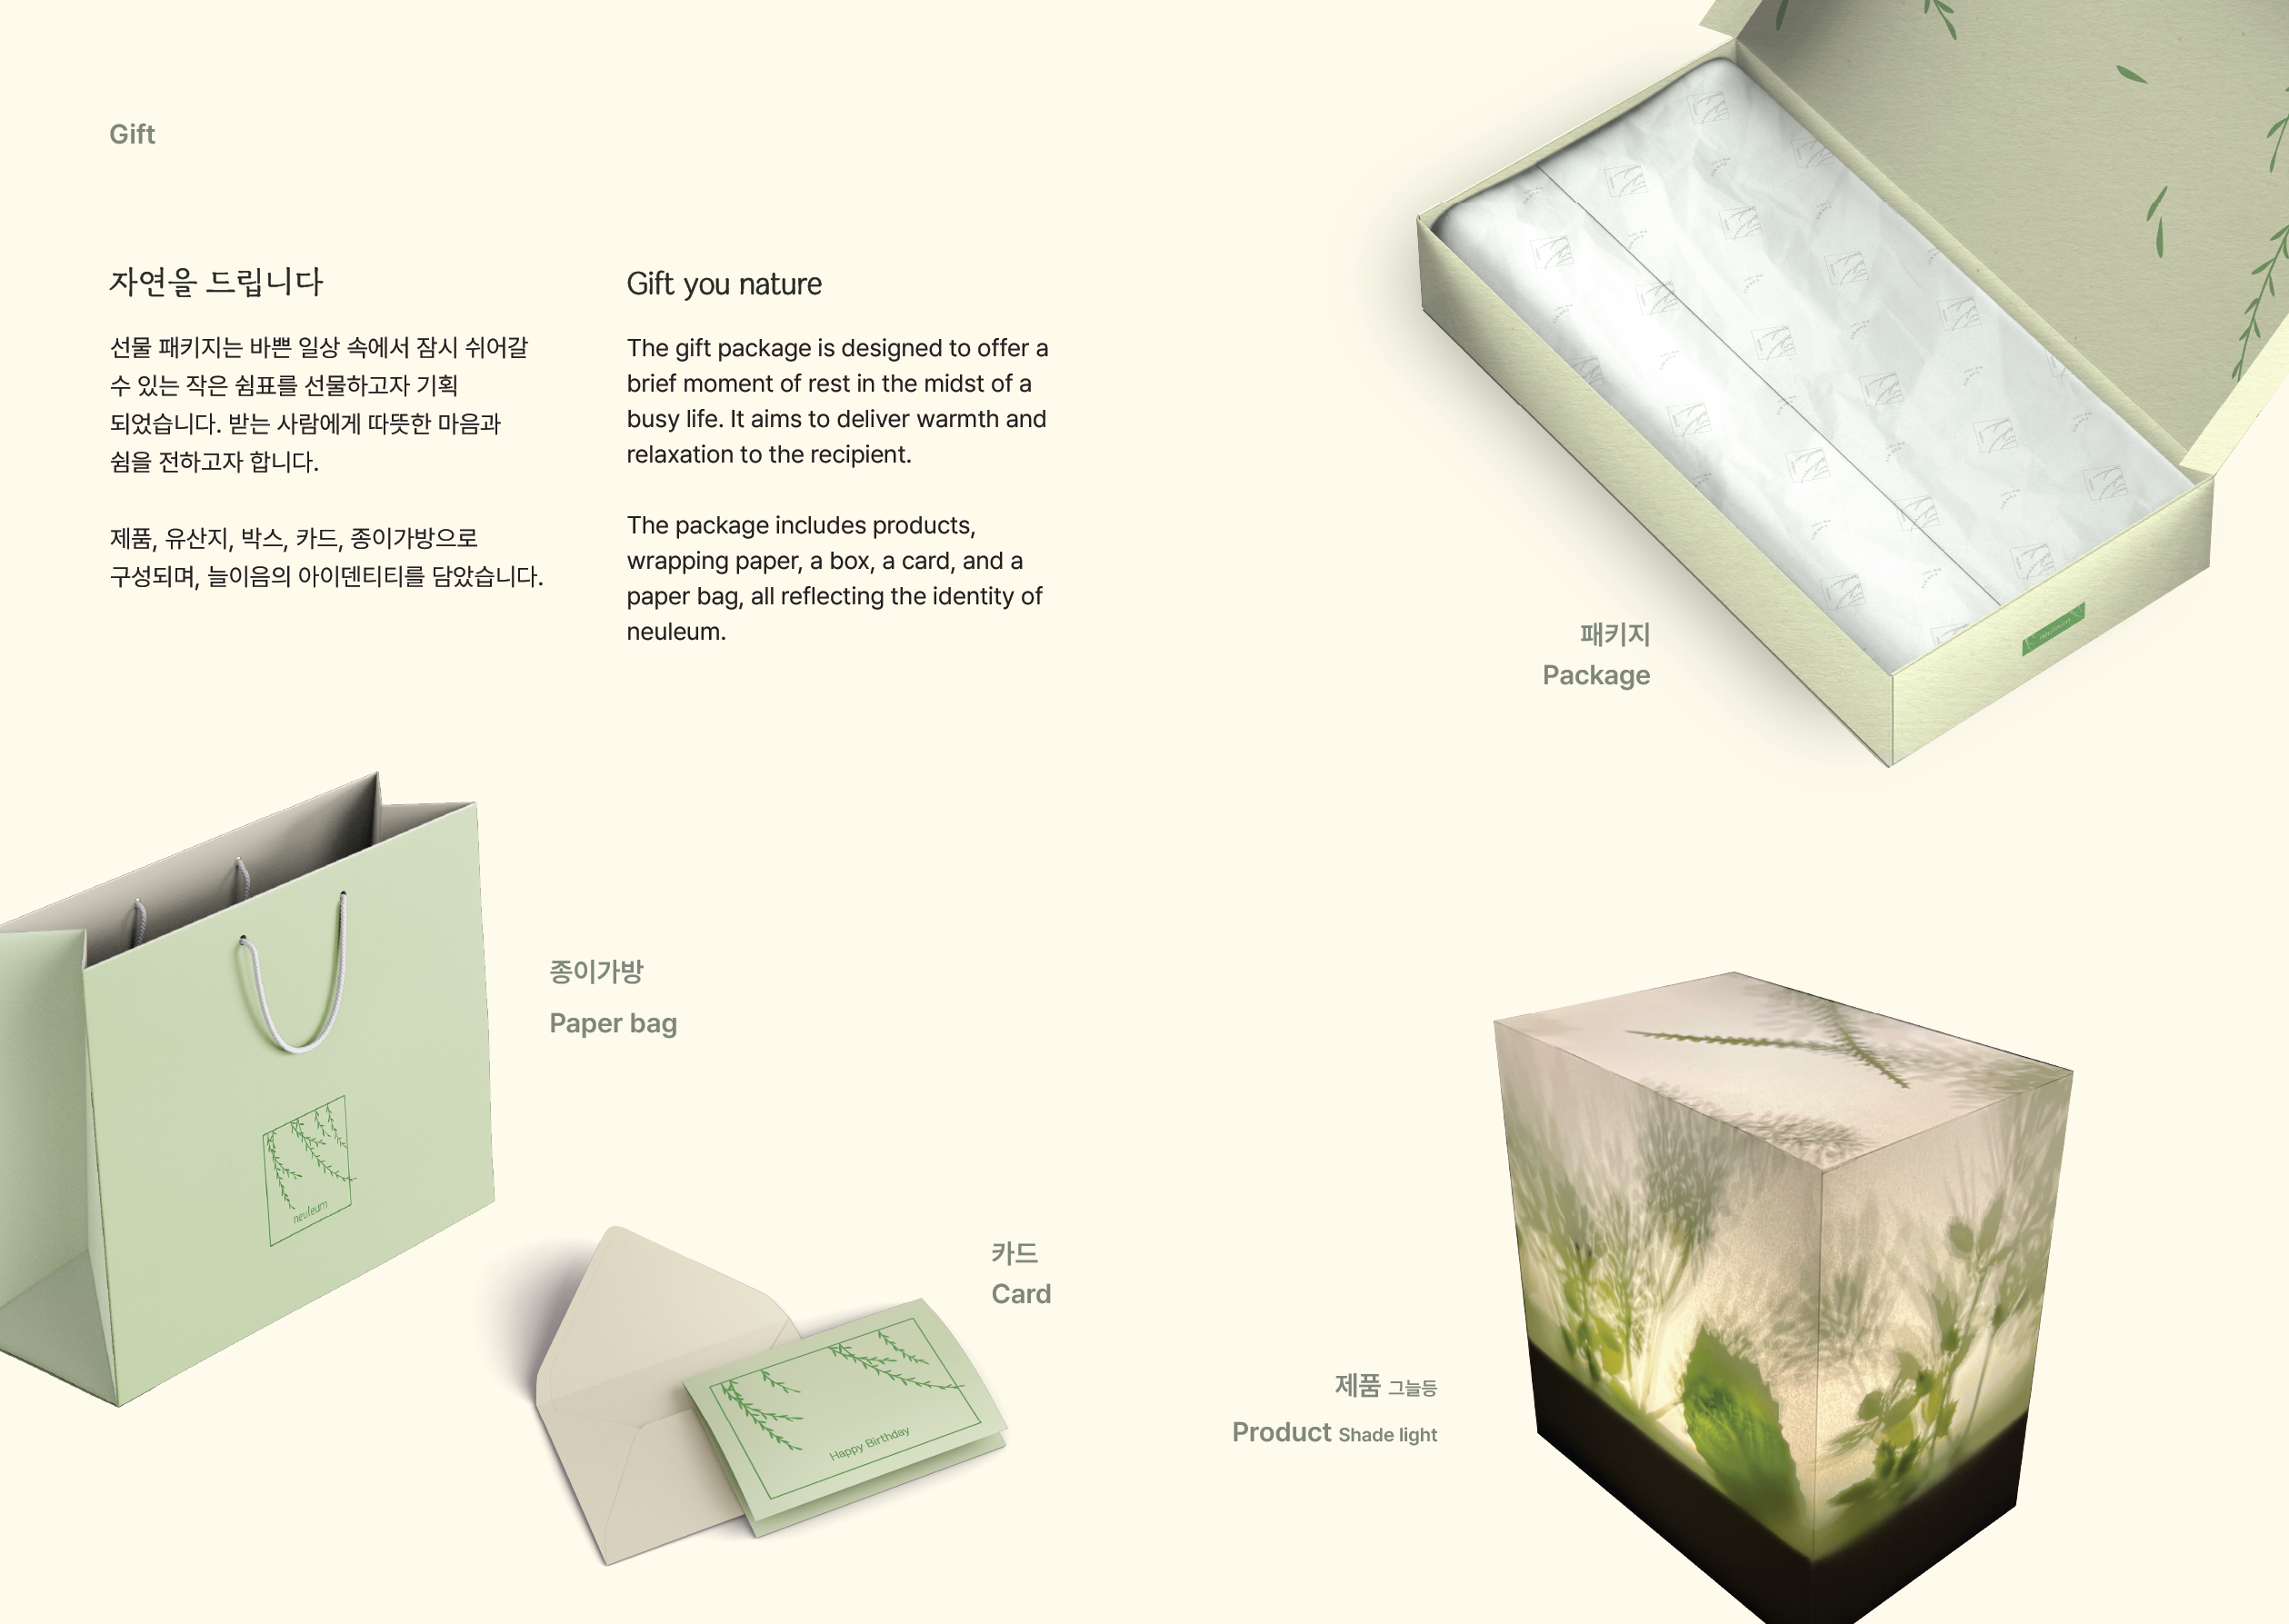 Gift
자연을 드립니다
선물 패키지는 바쁜 일상 속에서 잠시 쉬어갈
수 있는 작은 쉼표를 선물하고자 기획
되었습니다. 받는 사람에게 따뜻한 마음과
쉼을 전하고자 합니다.
제품, 유산지, 박스, 카드, 종이가방으로
구성되며, 늘이음의 아이덴티티를 담았습니다.
Gift you nature
The gift package is designed to offer a
brief moment of rest in the midst of a
busy life. It aims to deliver warmth and
relaxation to the recipient.
The package includes products,
wrapping paper, a box, a card, and a
paper bag, all reflecting the identity of
neuleum.
neuleum
패키지
Package
종이가방
Paper bag
neuleum
카드
Card
Happy Birthday
제품 그늘등
Product Shade light